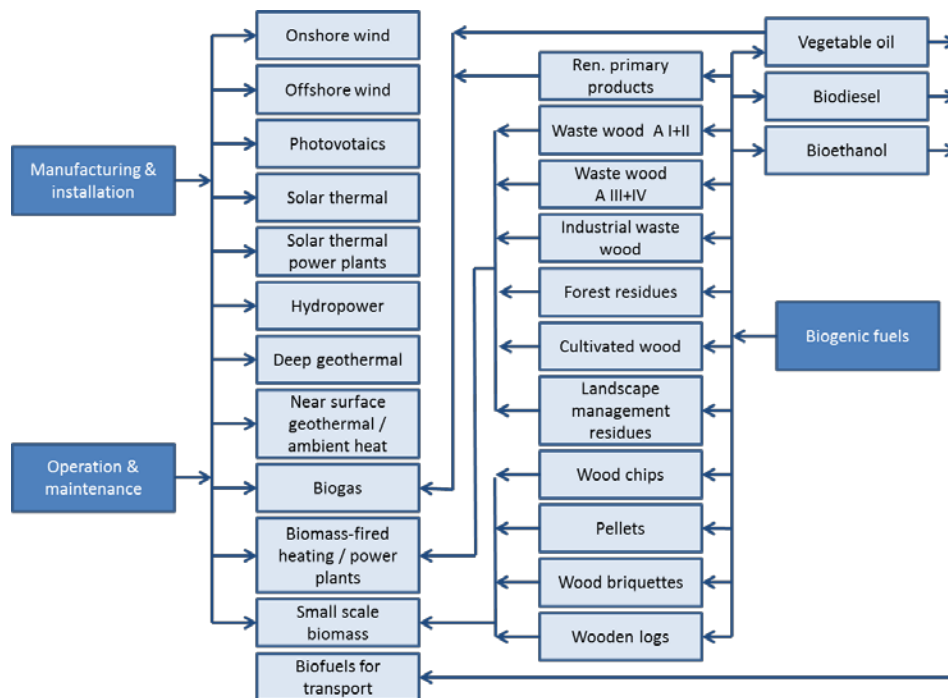 Manufacturing &
installation
Operation &
maintenance
Onshore wind
Offshore wind
Photovotaics
Solar thermal
Solar thermal
power plants
Hydropower
Deep geothermal
Near surface
geothermal /
ambient heat
Biogas
Biomass-fired
heating / power
plants
Small scale
biomass
Biofuels for
transport
Ren. primary
products
Waste wood A I+II
Waste wood
A III+IV
Industrial waste
wood
Forest residues
Cultivated wood
Landscape
management
residues
Wood chips
Pellets
Wood briquettes
Wooden logs
Vegetable oil
Biodiesel
Bioethanol
Biogenic fuels